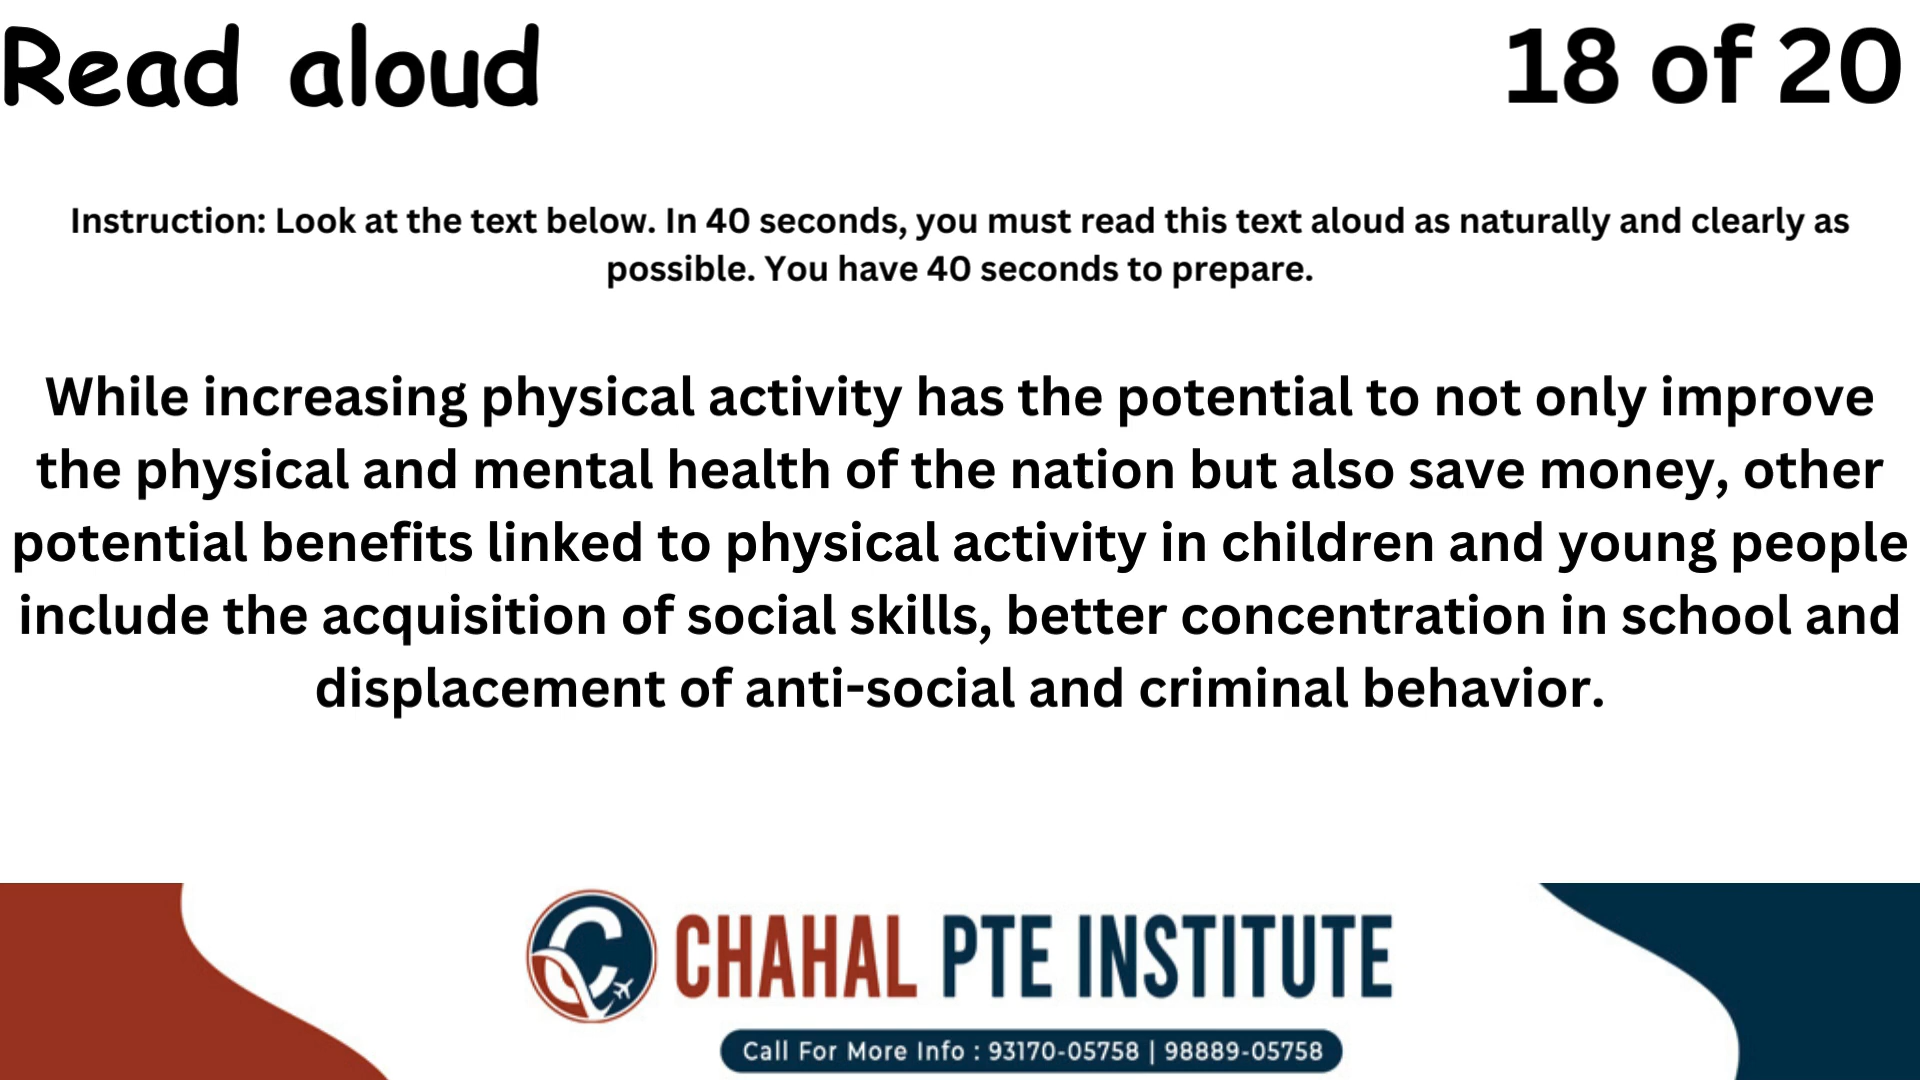 Read aloud
18 of 20
Instruction: Look at the text below. In 40 seconds, you must read this text aloud as naturally and clearly as
possible. You have 40 seconds to prepare.
While increasing physical activity has the potential to not only improve
the physical and mental health of the nation but also save money, other
potential benefits linked to physical activity in children and young people
include the acquisition of social skills, better concentration in school and
displacement of anti-social and criminal behavior.
CHAHAL PTE INSTITUTE
Call For More Info : 93170-05758 | 98889-05758